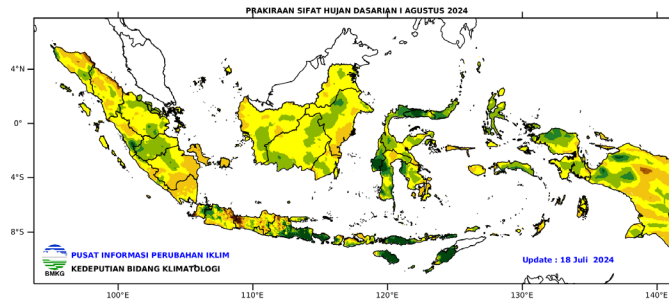 PRAKIRAAN SIFAT HUJAN DASARIAN I AGUSTUS 2024
4°N
0°
4°S
8°S
PUSAT INFORMASI PERUBAHAN IKLIM
KEDEPUTIAN BIDANG KLIMATOLOGI
BMKG
Update : 18 Juli 2024
100°E
110°E
120°E
130°E
140°E